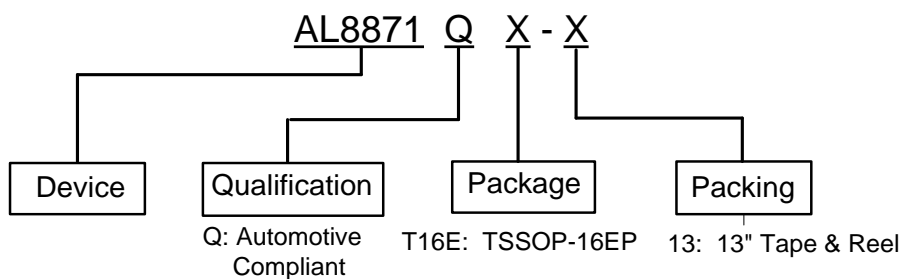 AL8871 Q X - X
Device
Qualification
Package
Packing
Q: Automotive
Compliant
T16E: TSSOP-16EP
13: 13" Tape & Reel